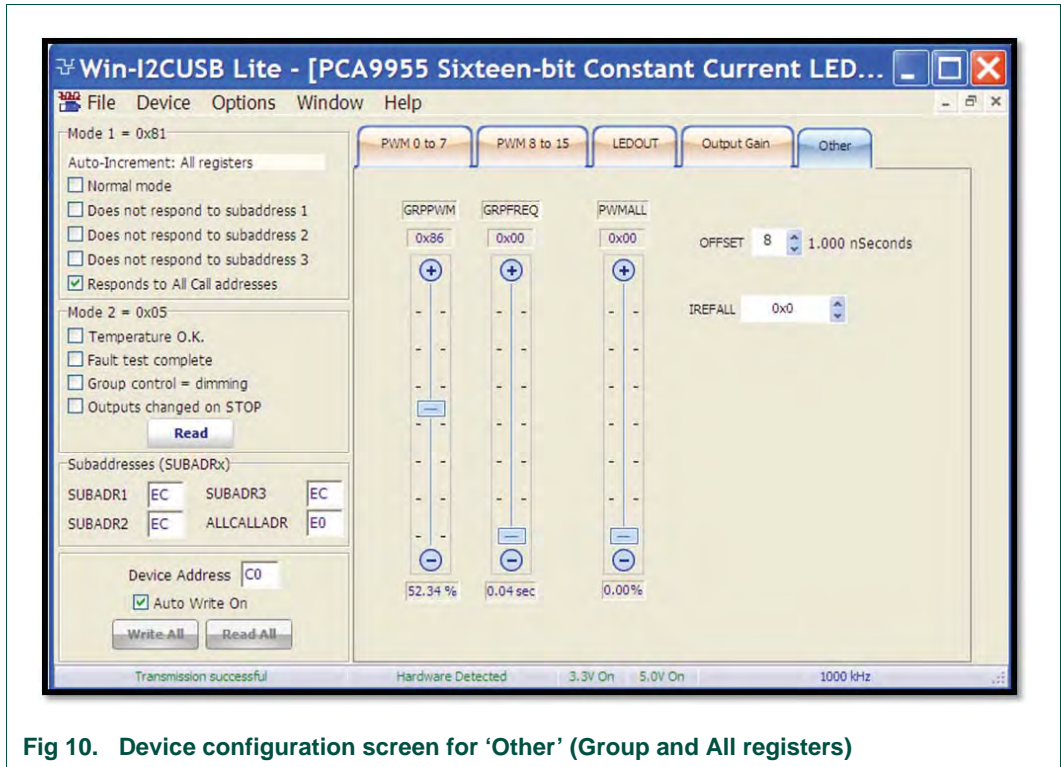 Win-I2CUSB Lite - [PCA9955 Sixteen-bit Constant Current LED...
File Device Options Window Help
Mode 1 = 0x81
Auto-Increment: All registers
Normal mode
Does not respond to subaddress 1
Does not respond to subaddress 2
Does not respond to subaddress 3
Responds to All Call addresses
Mode 2 = 0x05
Temperature O.K.
Fault test complete
Group control = dimming
Outputs changed on STOP
Read
Subaddresses (SUBADRx)
SUBADR1 EC SUBADR3 EC
SUBADR2 EC ALLCALLADR E0
Device Address C0
Auto Write On
Write All Read All
PWM 0 to 7 PWM 8 to 15 LEDOUT Output Gain Other
GRPPWM GRPFREQ PWMALL
0x86 0x00 0x00
OFFSET 8 1.000 nSeconds
IREFALL 0x0
52.34 % 0.04 sec 0.00%
Transmission successful Hardware Detected 3.3V On 5.0V On 1000 kHz
Fig 10. Device configuration screen for ‘Other’ (Group and All registers)